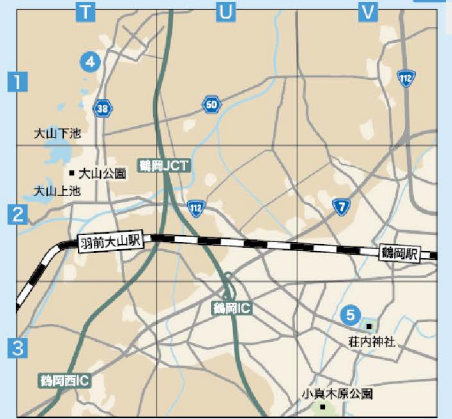 T U V
1
4
112
38
50
大山下池
大山公園
鶴岡JCT
大山上池
2
112
7
羽前大山駅
鶴岡駅
鶴岡IC
5
3
荘内神社
鶴岡西IC
小真木原公園